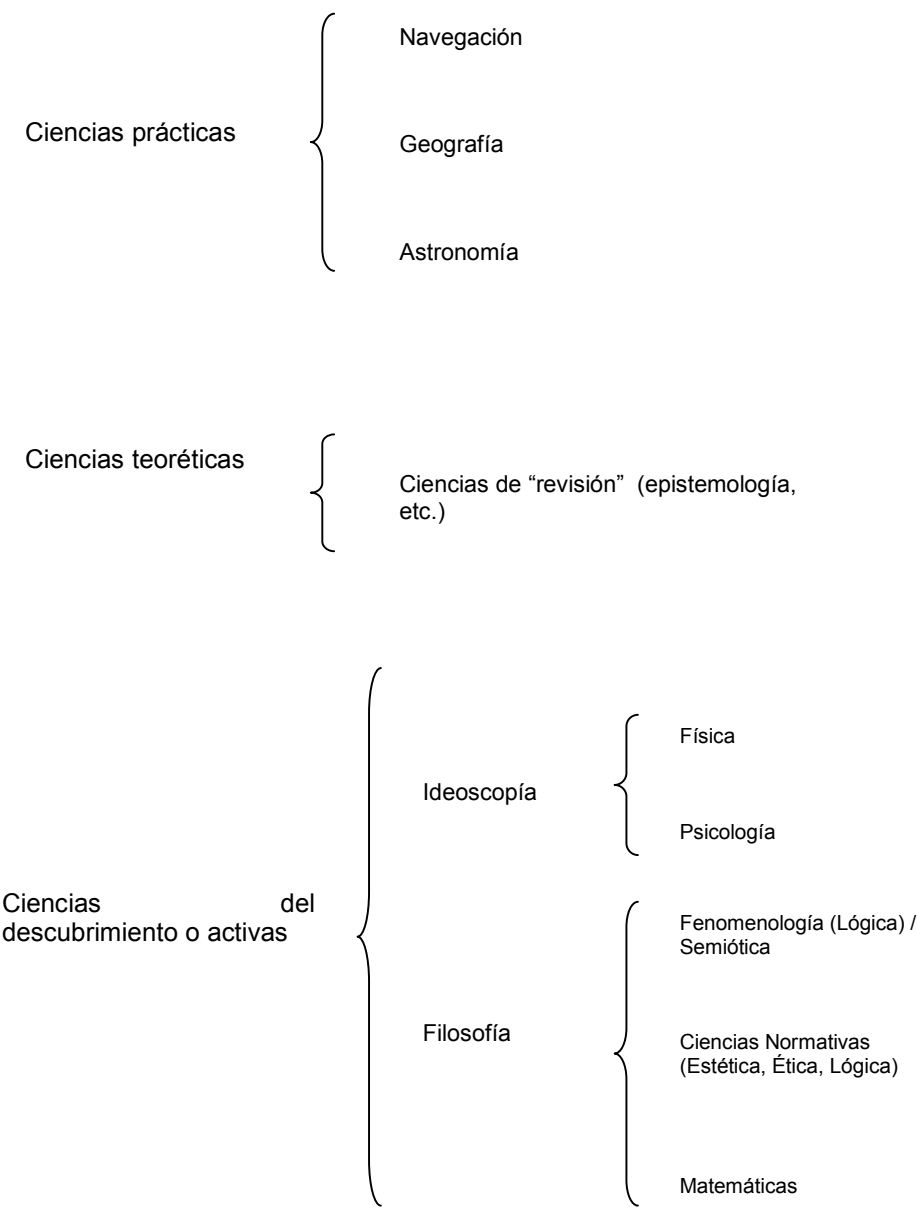 Navegación
Ciencias prácticas
Geografía
Astronomía
Ciencias teoréticas
Ciencias de “revisión” (epistemología,
etc.)
Física
Ideoscopía
Psicología
Ciencias del
descubrimiento o activas
Fenomenología (Lógica) /
Semiótica
Filosofía
Ciencias Normativas
(Estética, Ética, Lógica)
Matemáticas